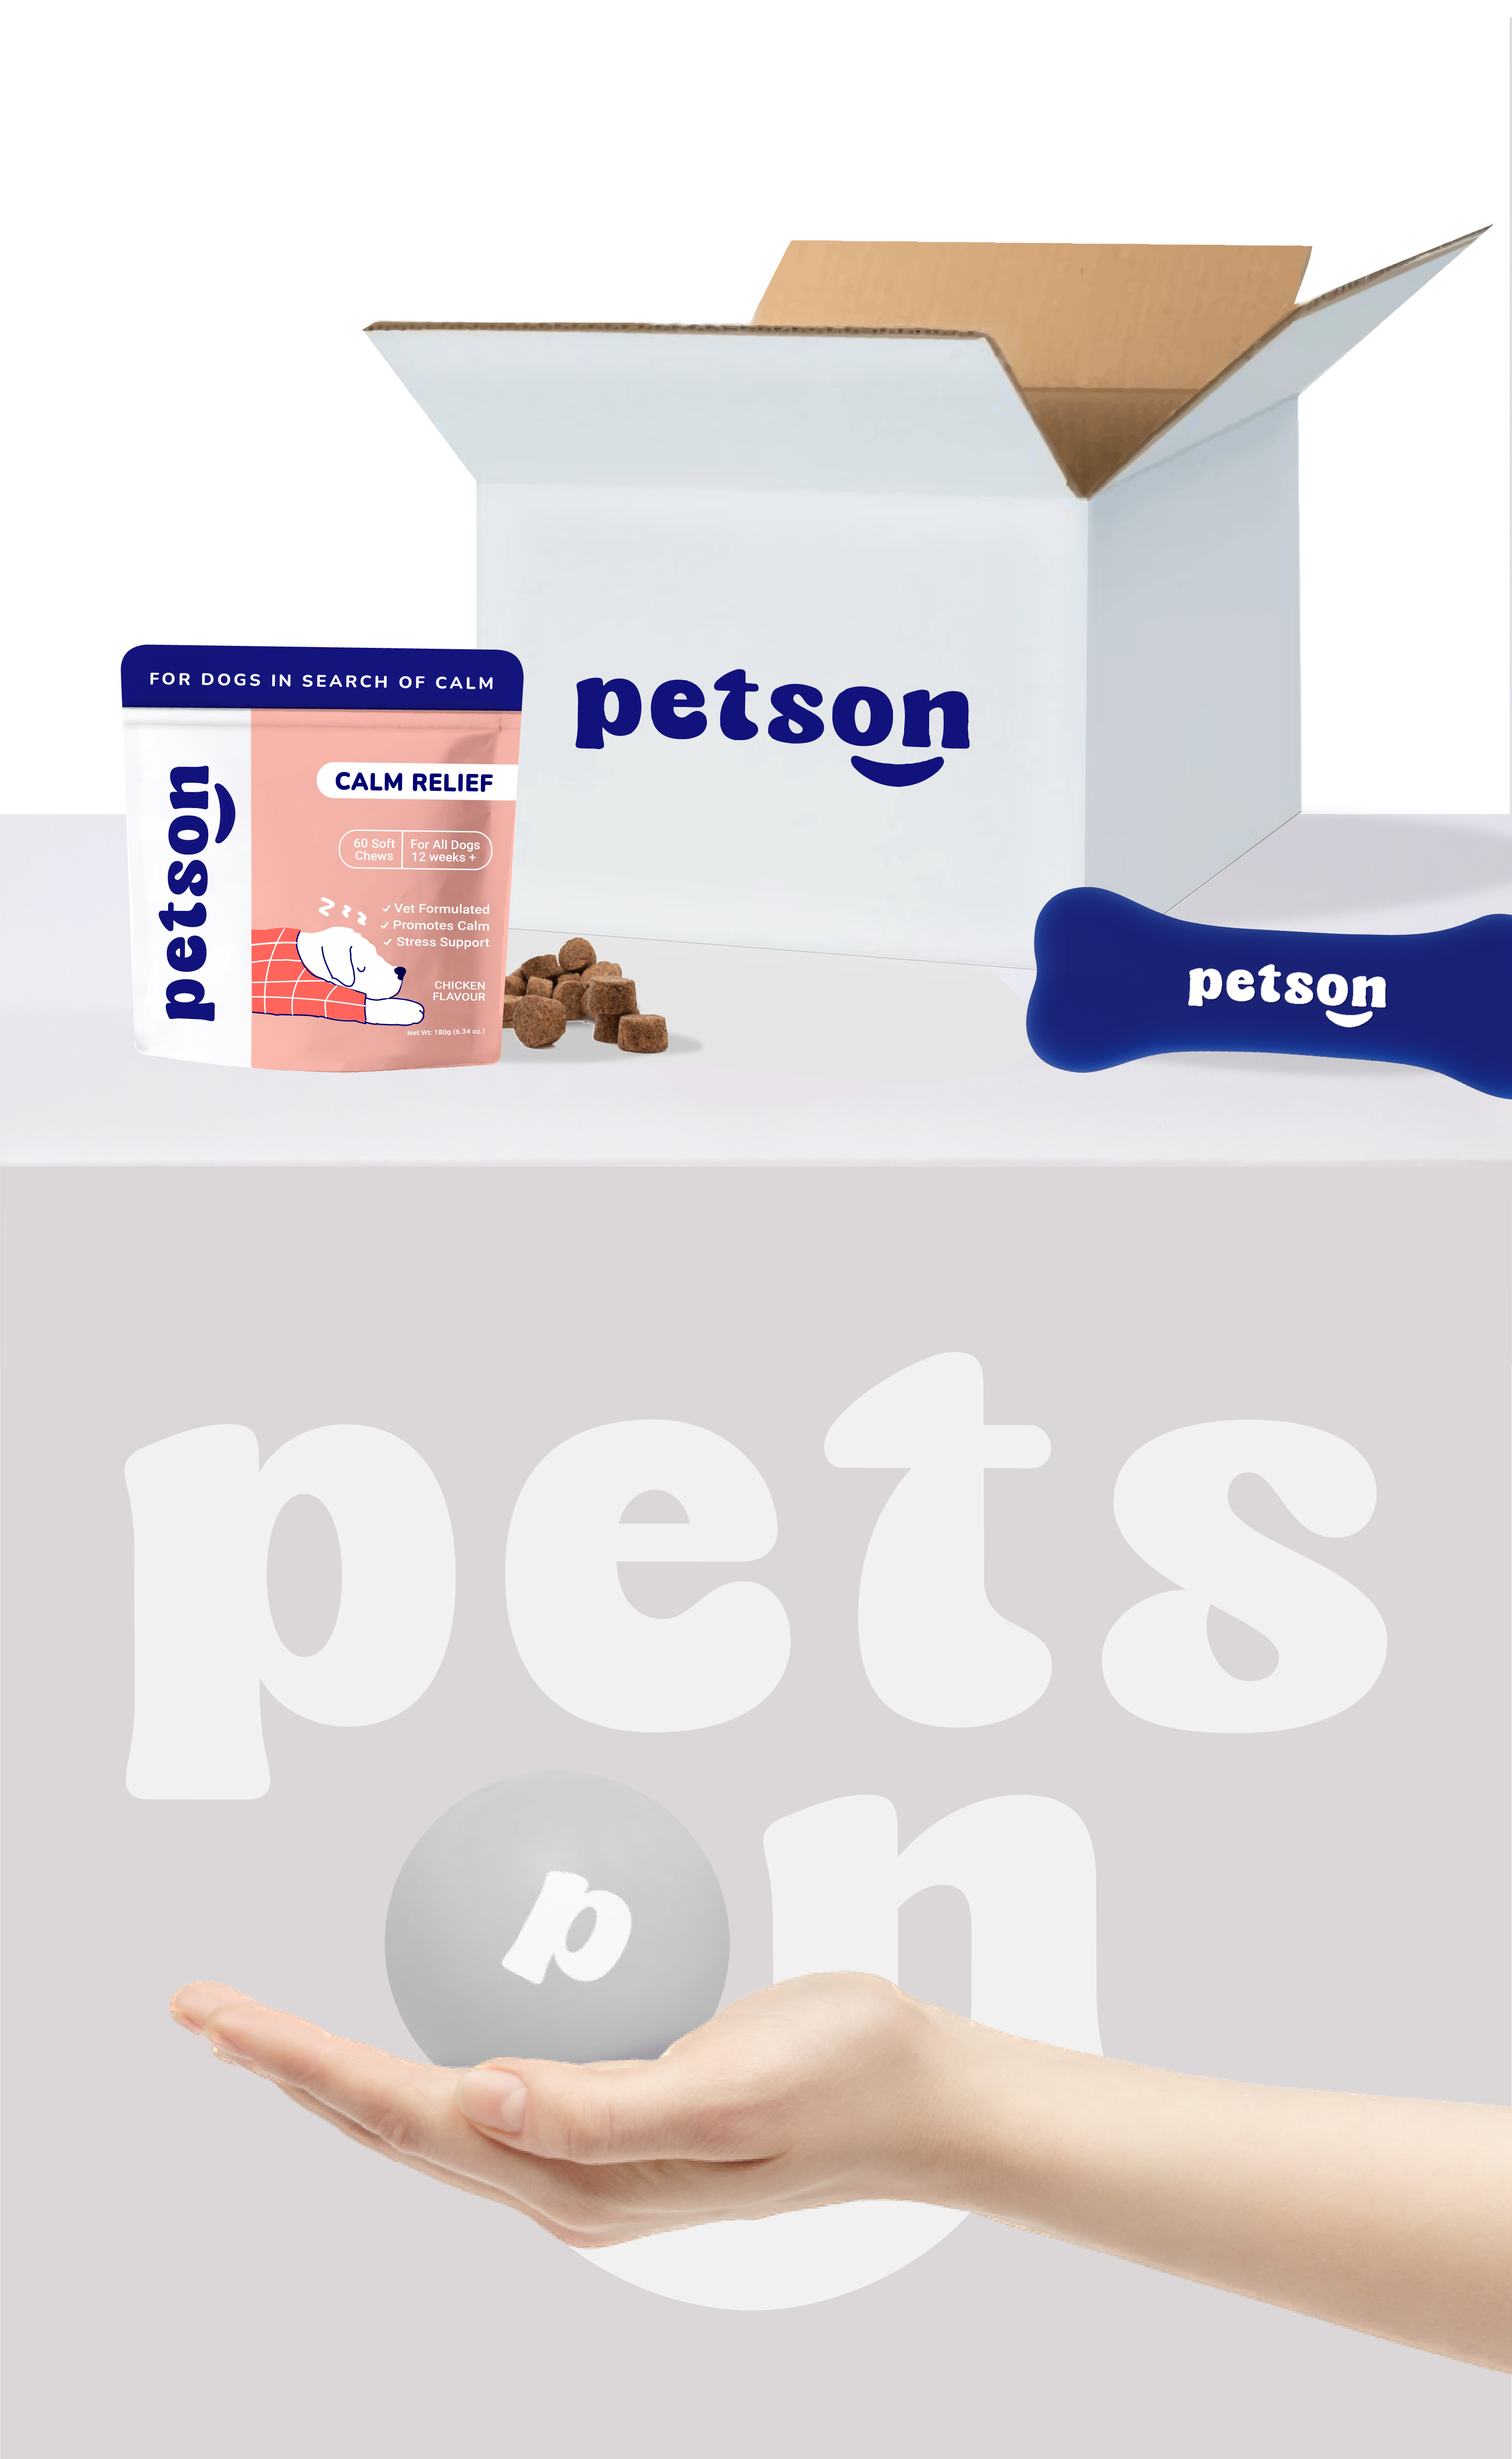 petson
FOR DOGS IN SEARCH OF CALM
petson
CALM RELIEF
60 Soft
Chews
For All Dogs
12 weeks +
✓ Vet Formulated
✓ Promotes Calm
✓ Stress Support
CHICKEN
FLAVOUR
Net Wt: 180g (6.34 oz.)
petson
pets
n
p